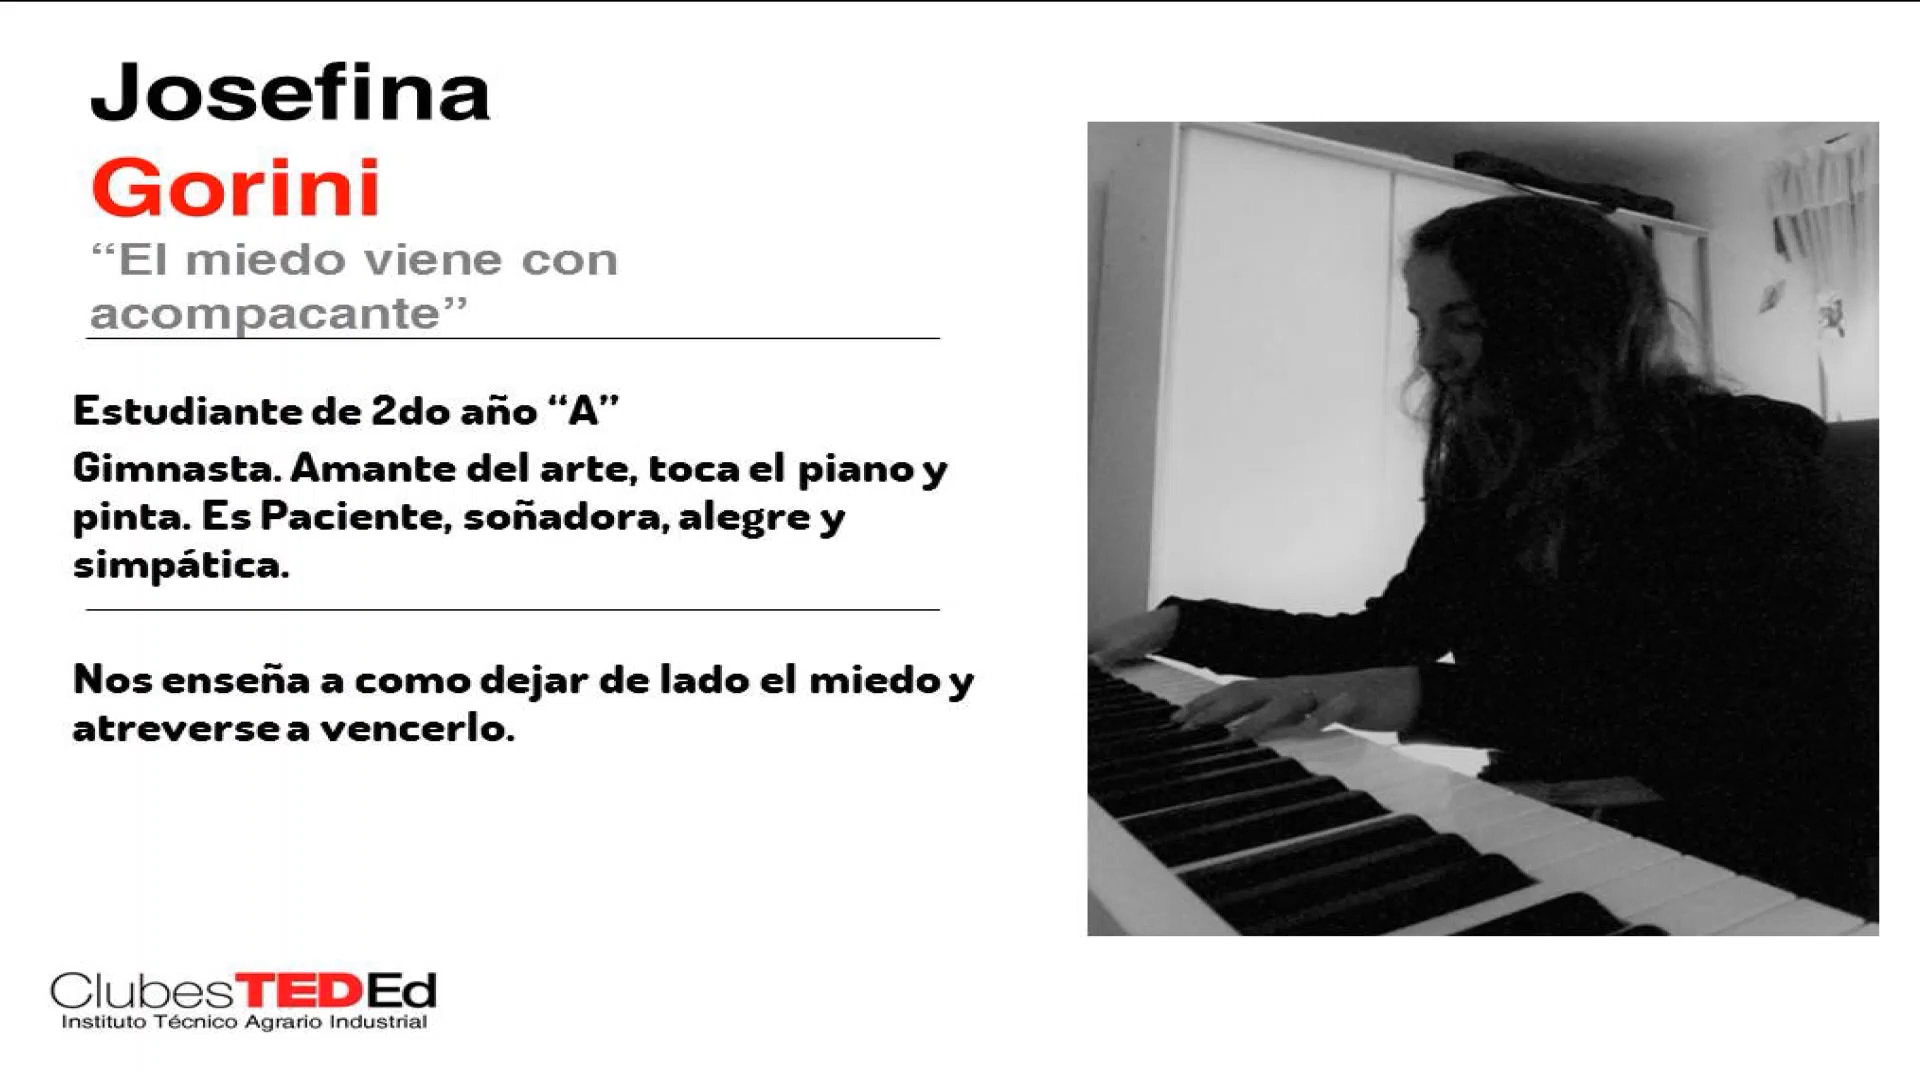 Josefina
Gorini
“El miedo viene con
acompacante”
Estudiante de 2do año “A”
Gimnasta. Amante del arte, toca el piano y
pinta. Es Paciente, soñadora, alegre y
simpática.
Nos enseña a como dejar de lado el miedo y
atreverse a vencerlo.
ClubesTEDEd
Instituto Técnico Agrario Industrial